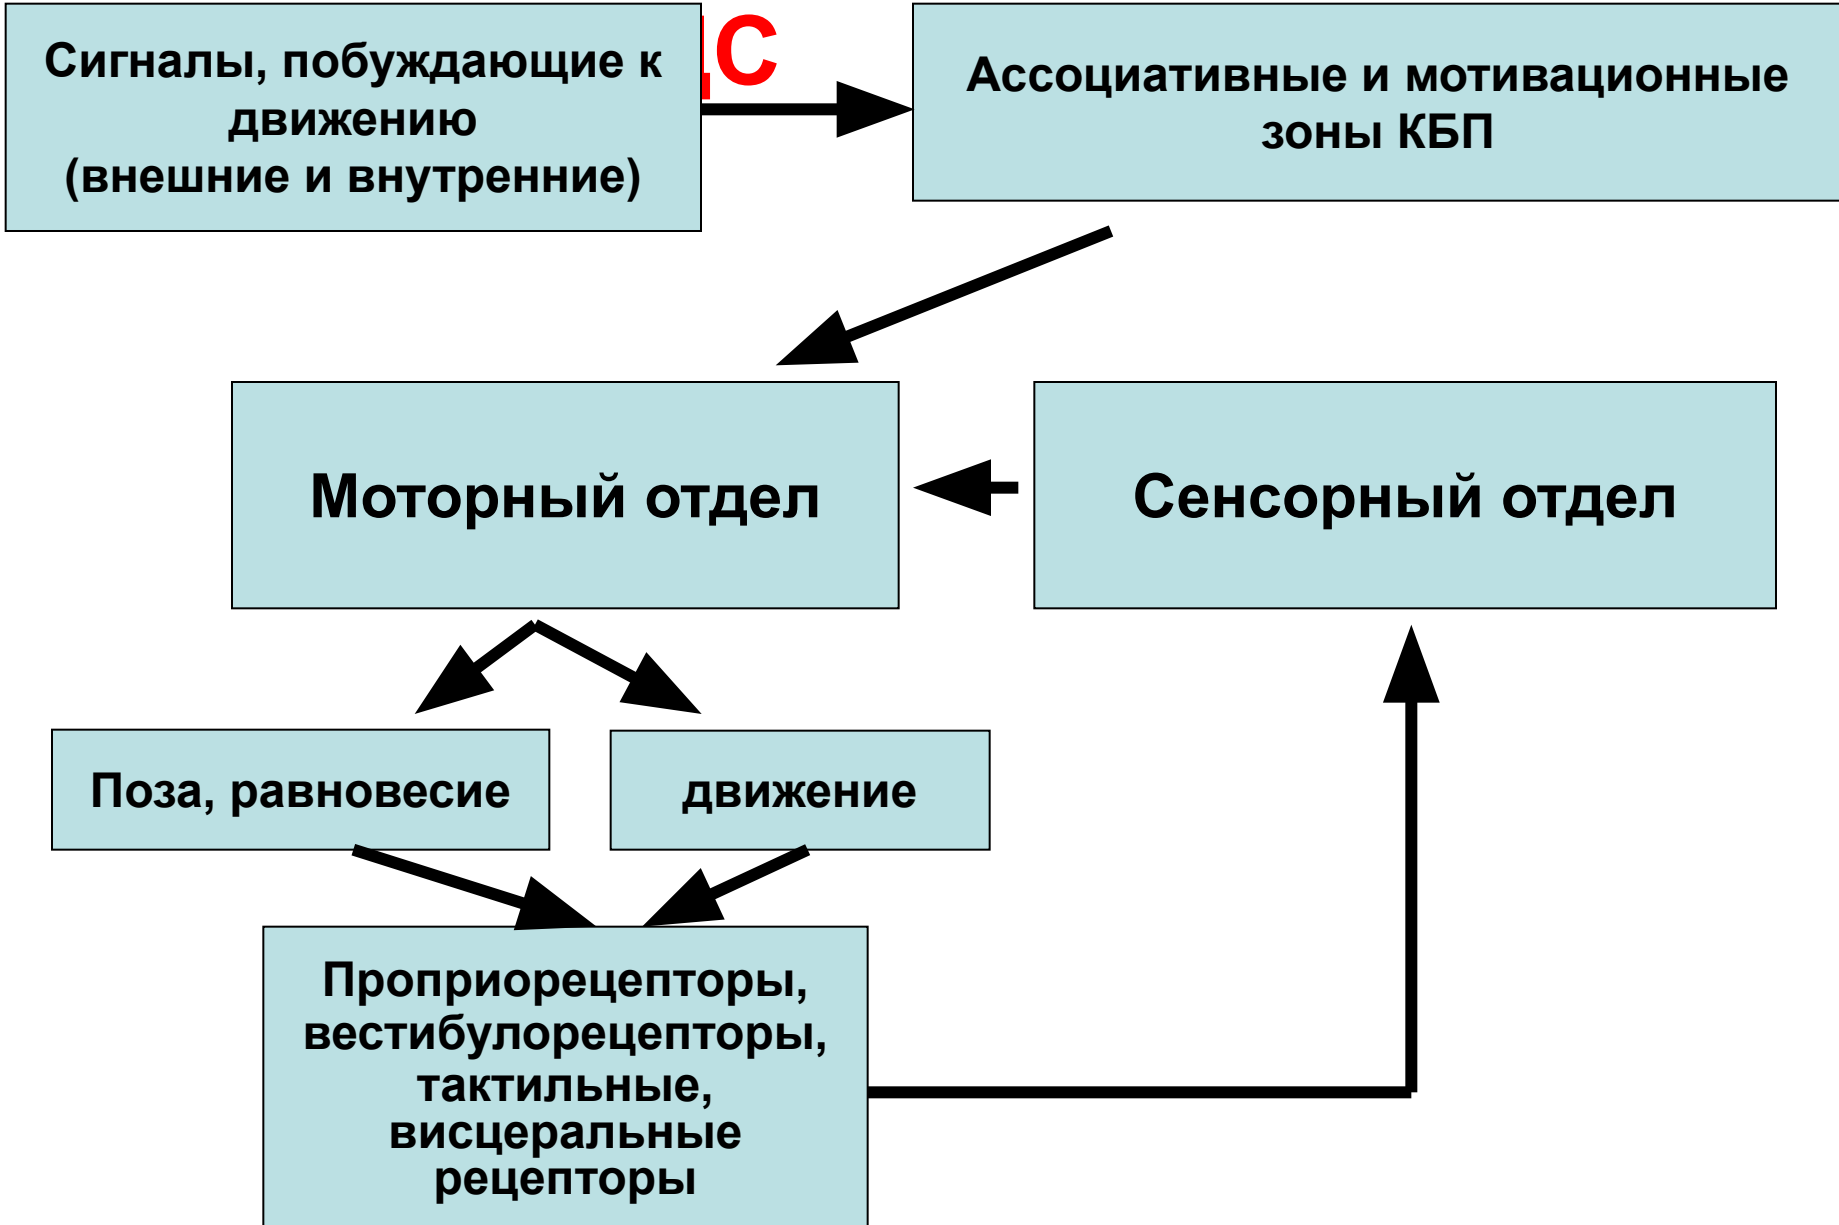 Сигналы, побуждающие к
движению
(внешние и внутренние)
Ассоциативные и мотивационные
зоны КБП
Моторный отдел
Сенсорный отдел
Поза, равновесие
движение
Проприорецепторы,
вестибулорецепторы,
тактильные,
висцеральные
рецепторы